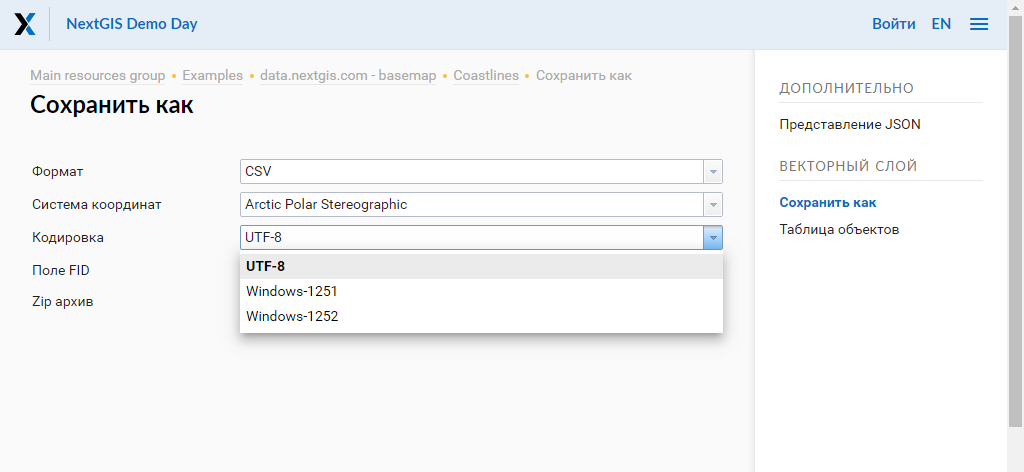 NextGIS Demo Day Войти EN
Main resources group • Examples • data.nextgis.com - basemap • Coastlines • Сохранить как
Сохранить как
Формат CSV
Система координат Arctic Polar Stereographic
Кодировка UTF-8
UTF-8
Поле FID
Windows-1251
Zip архив
Windows-1252
ДОПОЛНИТЕЛЬНО
Представление JSON
ВЕКТОРНЫЙ СЛОЙ
Сохранить как
Таблица объектов